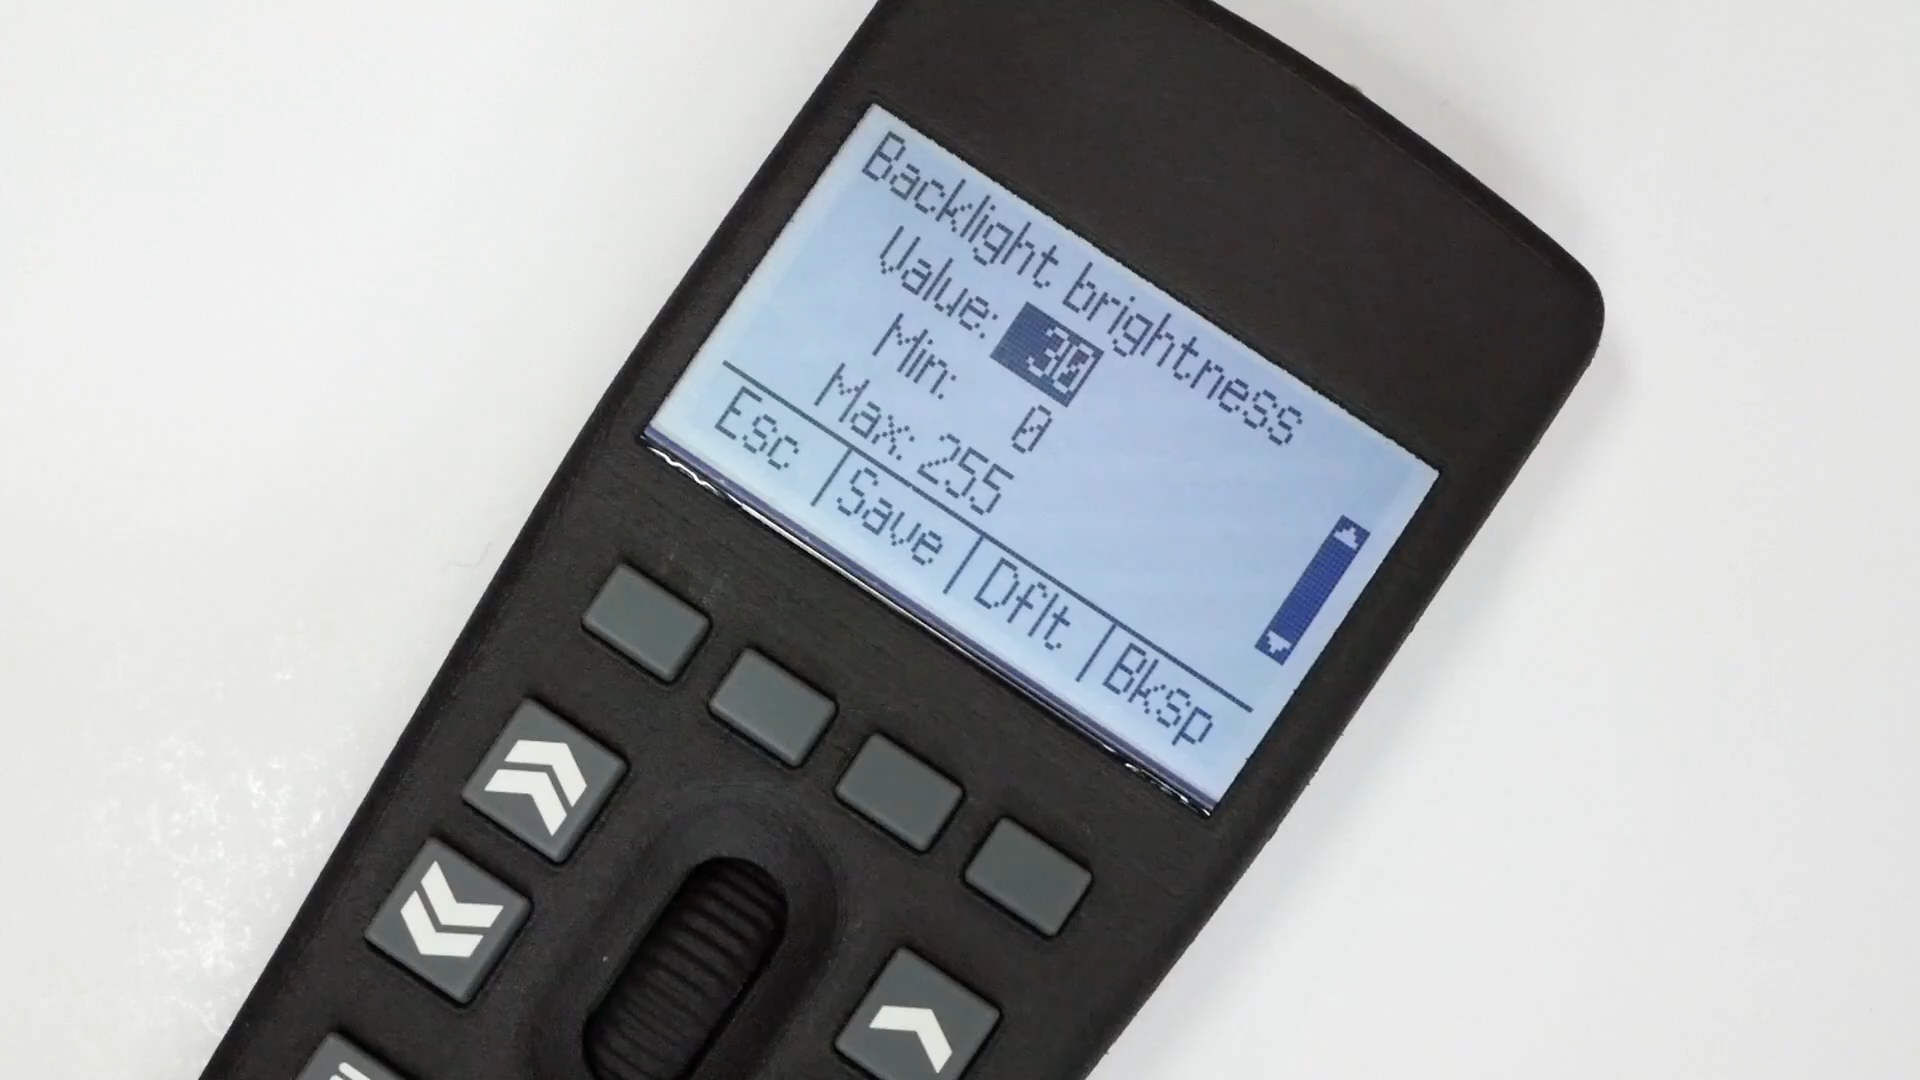 Backlight brightness
Value: 30
Min: 0
Max: 255
Esc | Save | Dflt | Bksp